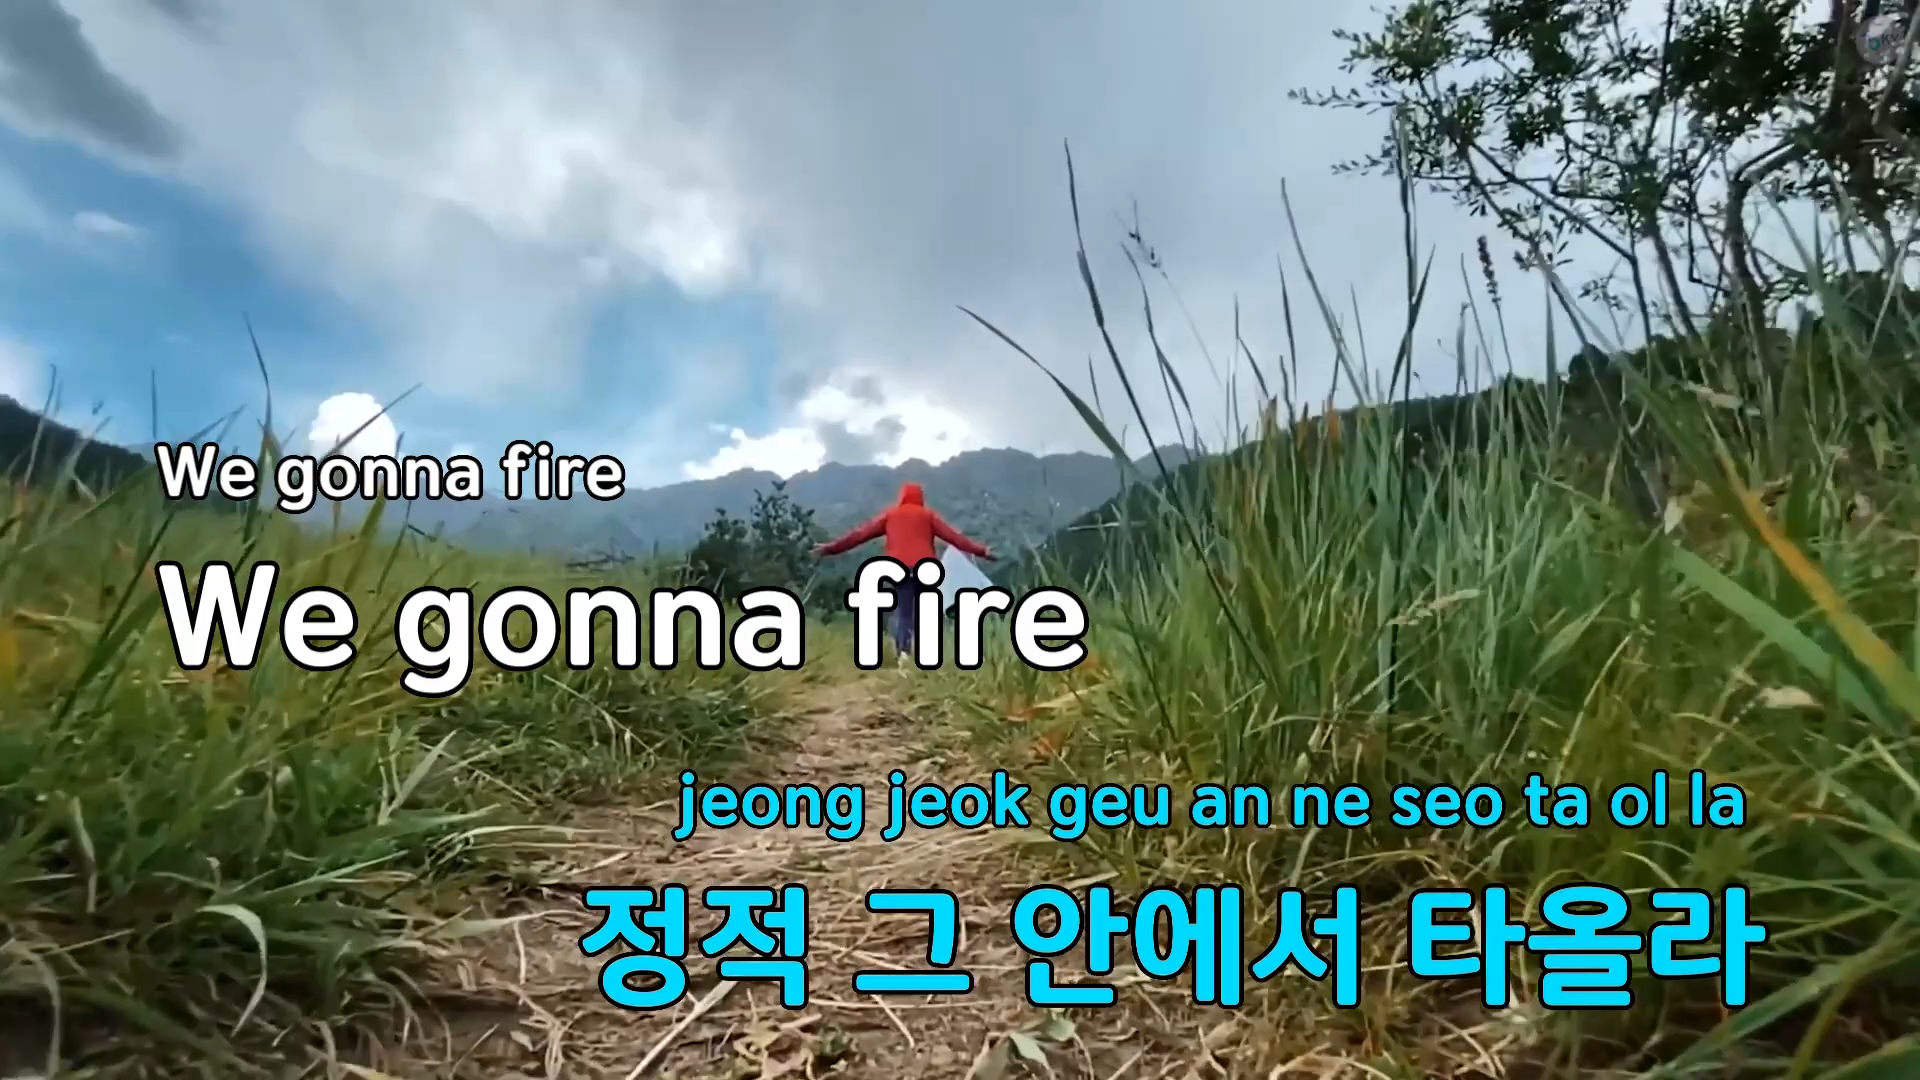 We gonna fire
We gonna fire
jeong jeok geu an ne seo ta ol la
정적 그 안에서 타올라